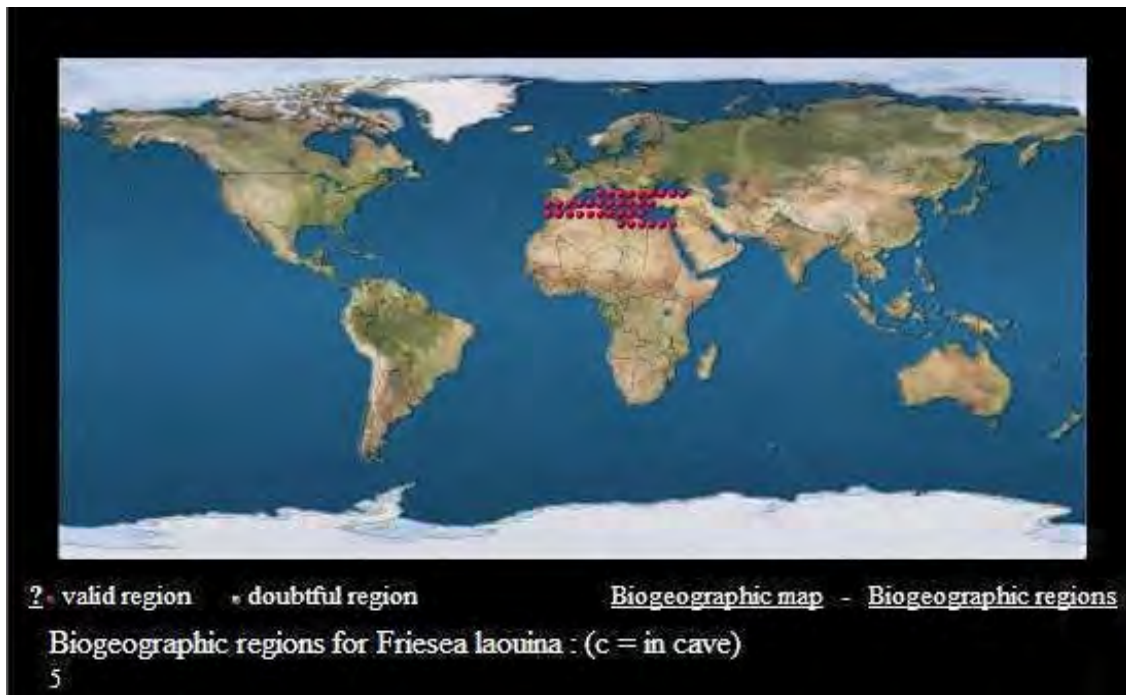 ? valid region doubtful region Biogeographic map - Biogeographic regions
Biogeographic regions for Friesea laouina : (c = in cave)
5